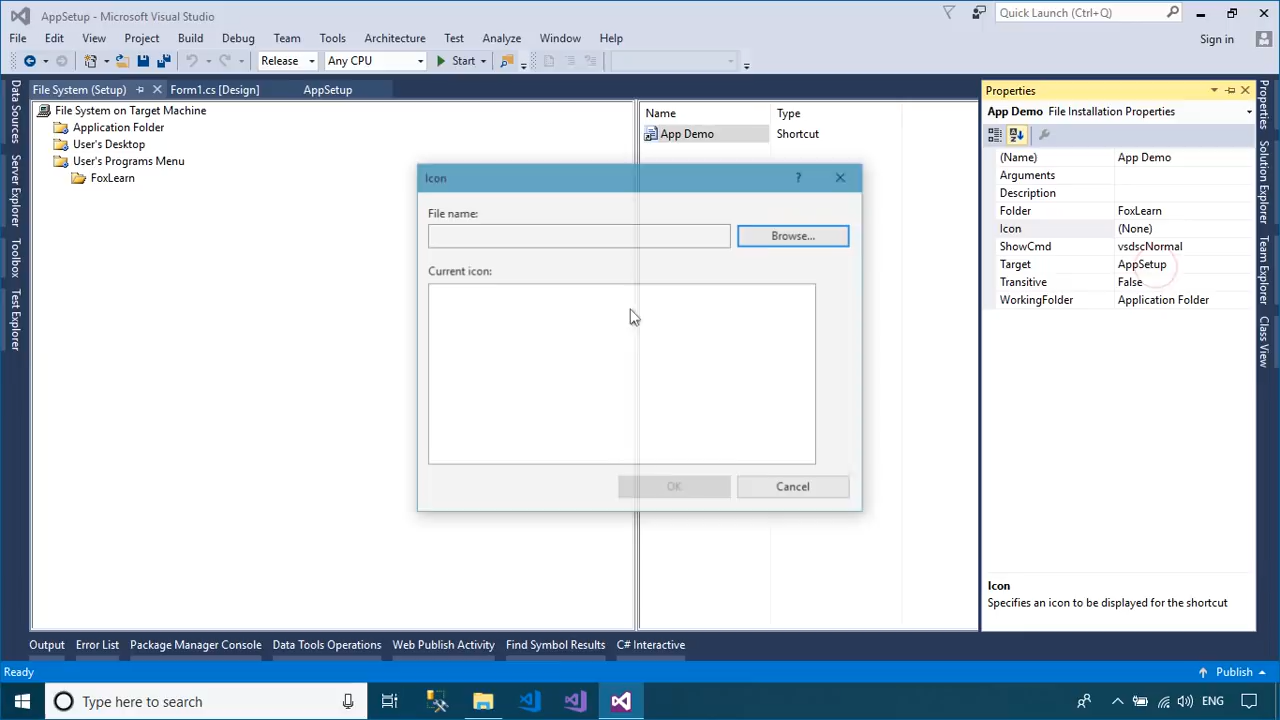 AppSetup - Microsoft Visual Studio
Quick Launch (Ctrl+Q)
File Edit View Project Build Debug Team Tools Architecture Test Analyze Window Help
Sign in
Release Any CPU Start
File System (Setup) Form1.cs [Design] AppSetup
Data Sources
Server Explorer
Toolbox
Test Explorer
File System on Target Machine
Application Folder
User's Desktop
User's Programs Menu
FoxLearn
Name Type
App Demo Shortcut
Icon ?
File name:
Browse...
Current icon:
OK Cancel
Properties
App Demo File Installation Properties
(Name) App Demo
Arguments
Description
Folder FoxLearn
Icon (None)
ShowCmd vsdscNormal
Target AppSetup
Transitive False
WorkingFolder Application Folder
Icon
Specifies an icon to be displayed for the shortcut
Properties
Solution Explorer
Team Explorer
Class View
Output Error List Package Manager Console Data Tools Operations Web Publish Activity Find Symbol Results C# Interactive
Ready
Publish
Type here to search
ENG